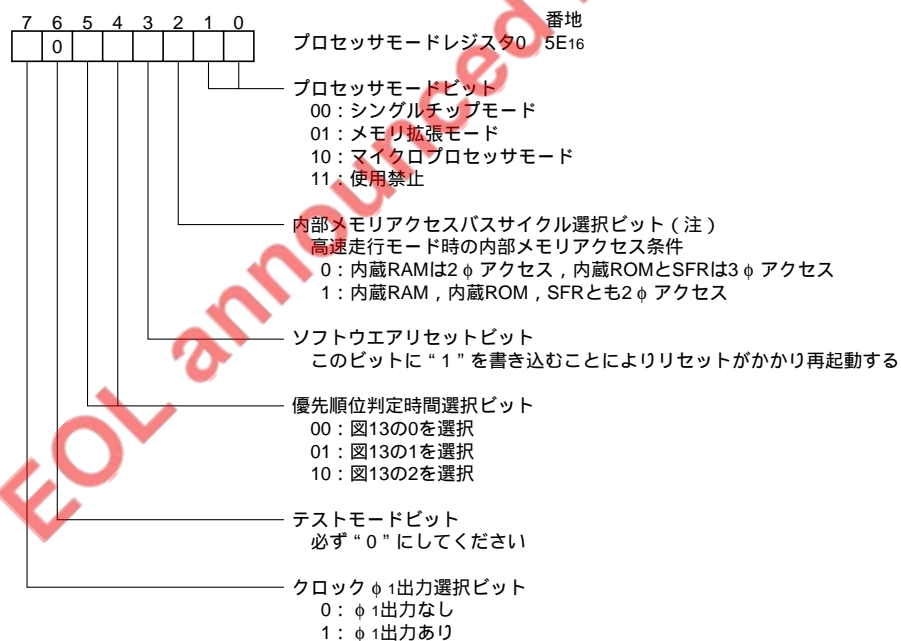 番地
7 6 5 4 3 2 1 0
0
プロセッサモードレジスタ0 5E16
プロセッサモードビット
00：シングルチップモード
01：メモリ拡張モード
10：マイクロプロセッサモード
11：使用禁止
内部メモリアクセスバスサイクル選択ビット（注）
高速走行モード時の内部メモリアクセス条件
0：内蔵RAMは2φアクセス，内蔵ROMとSFRは3φアクセス
1：内蔵RAM，内蔵ROM，SFRとも2φアクセス
ソフトウエアリセットビット
このビットに“1”を書き込むことによりリセットがかかり再起動する
優先順位判定時間選択ビット
00：図13の0を選択
01：図13の1を選択
10：図13の2を選択
テストモードビット
必ず“0”にしてください
クロックφ1出力選択ビット
0：φ1出力なし
1：φ1出力あり
EOL announced